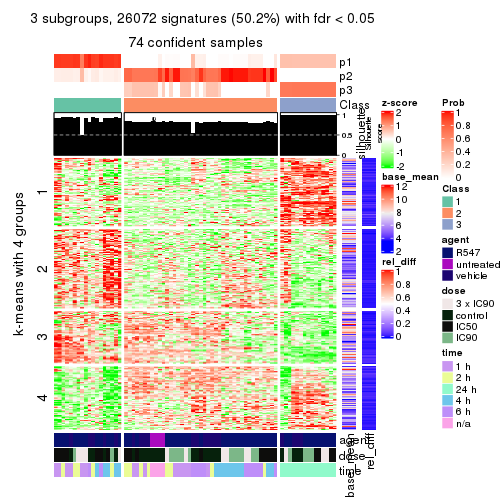 3 subgroups, 26072 signatures (50.2%) with fdr < 0.05
74 confident samples
p1
p2
p3
Class
1
0.5
0
silhouette
score
k-means with 4 groups
1
2
3
4
agent
dose
time
base_mean
rel_diff
z-score
2
1
0
-1
-2
base_mean
12
10
8
6
4
2
rel_diff
1
0.8
0.6
0.4
0.2
0
Prob
1
0.8
0.6
0.4
0.2
0
Class
1
2
3
agent
R547
untreated
vehicle
dose
3 x IC90
control
IC50
IC90
time
1 h
2 h
24 h
4 h
6 h
n/a